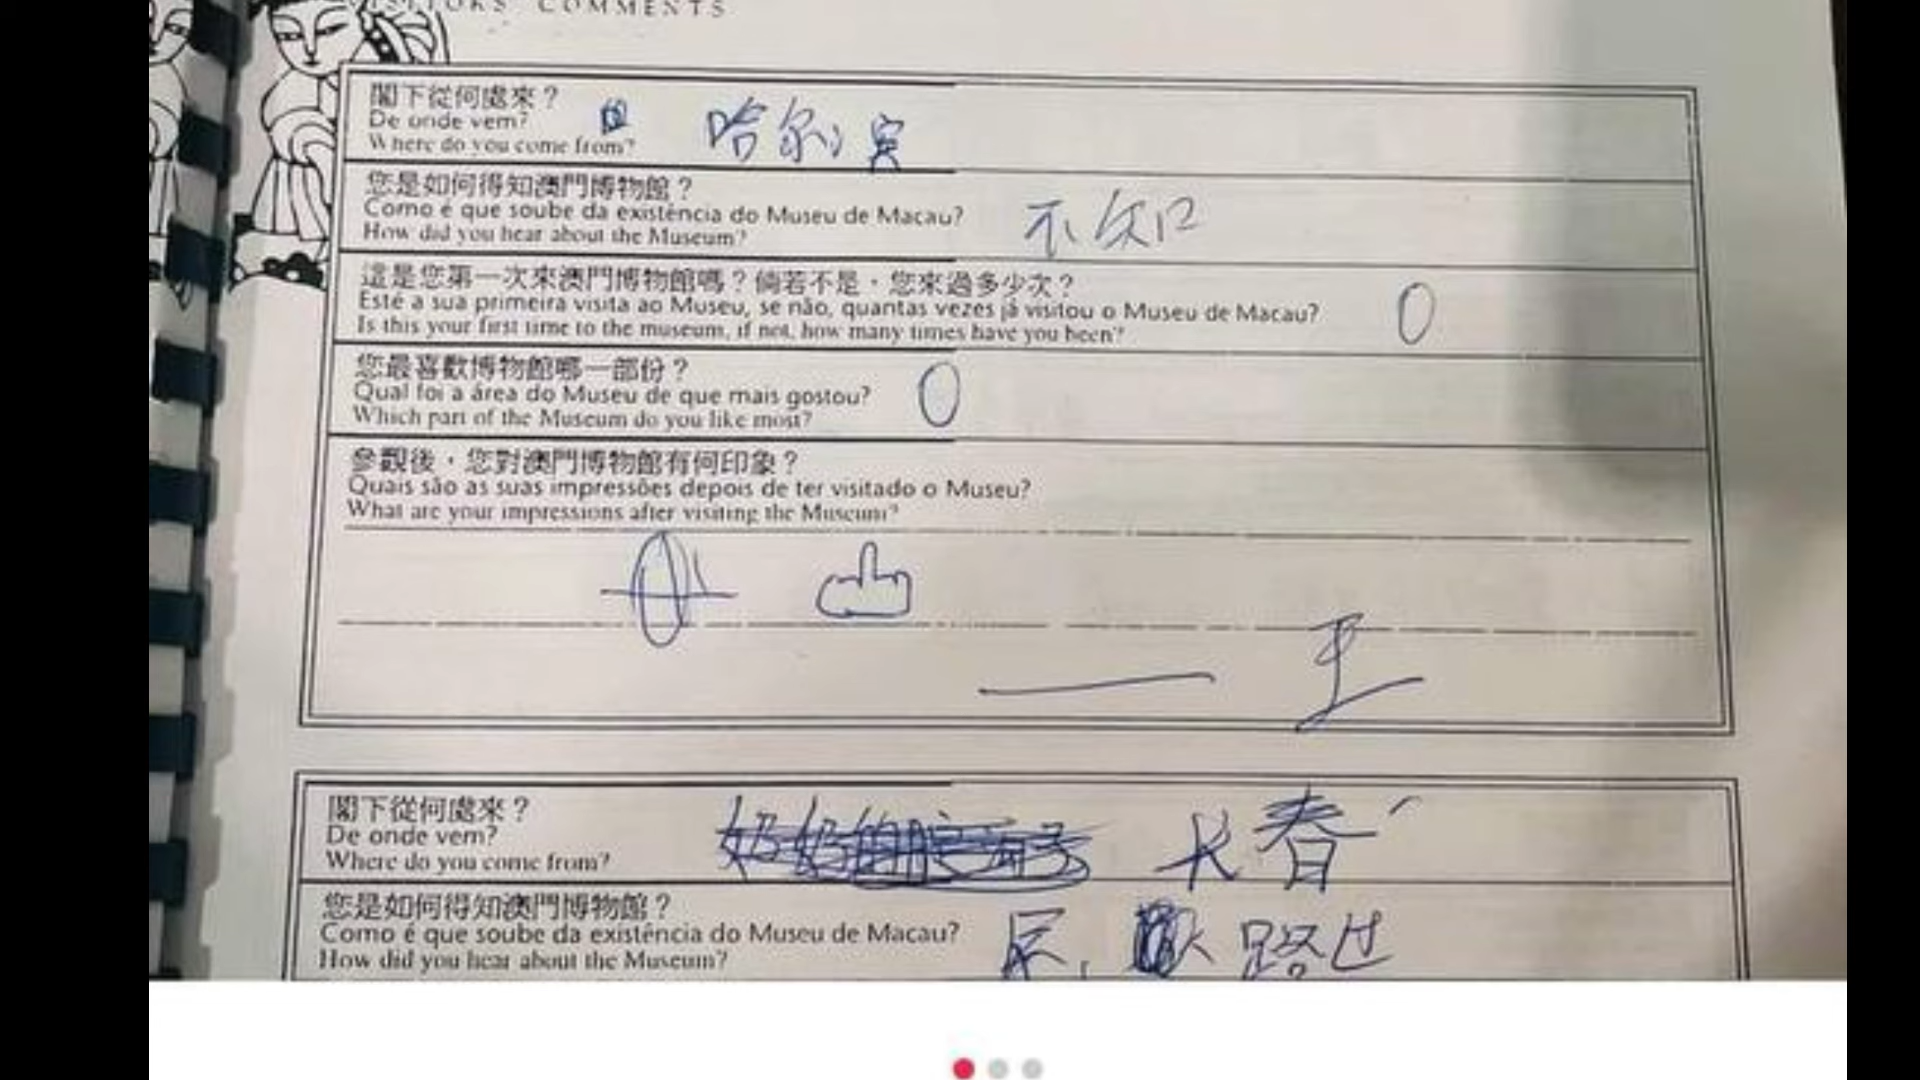 VISITORS' COMMENTS
閣下從何處來？
De onde vem?
Where do you come from?
哈尔滨
您是如何得知澳門博物館？
Como é que soube da existência do Museu de Macau?
How did you hear about the Museum?
不知
這是您第一次來澳門博物館嗎？倘若不是，您來過多少次？
Esté a sua primeira visita ao Museu, se não, quantas vezes já visitou o Museu de Macau?
Is this your first time to the museum, if not, how many times have you been?
0
您最喜歡博物館哪一部份？
Qual foi a área do Museu de que mais gostou?
Which part of the Museum do you like most?
0
參觀後，您對澳門博物館有何印象？
Quais são as suas impressões depois de ter visitado o Museu?
What are your impressions after visiting the Museum?
閣下從何處來？
De onde vem?
Where do you come from?
长春
您是如何得知澳門博物館？
Como é que soube da existência do Museu de Macau?
How did you hear about the Museum?
路过